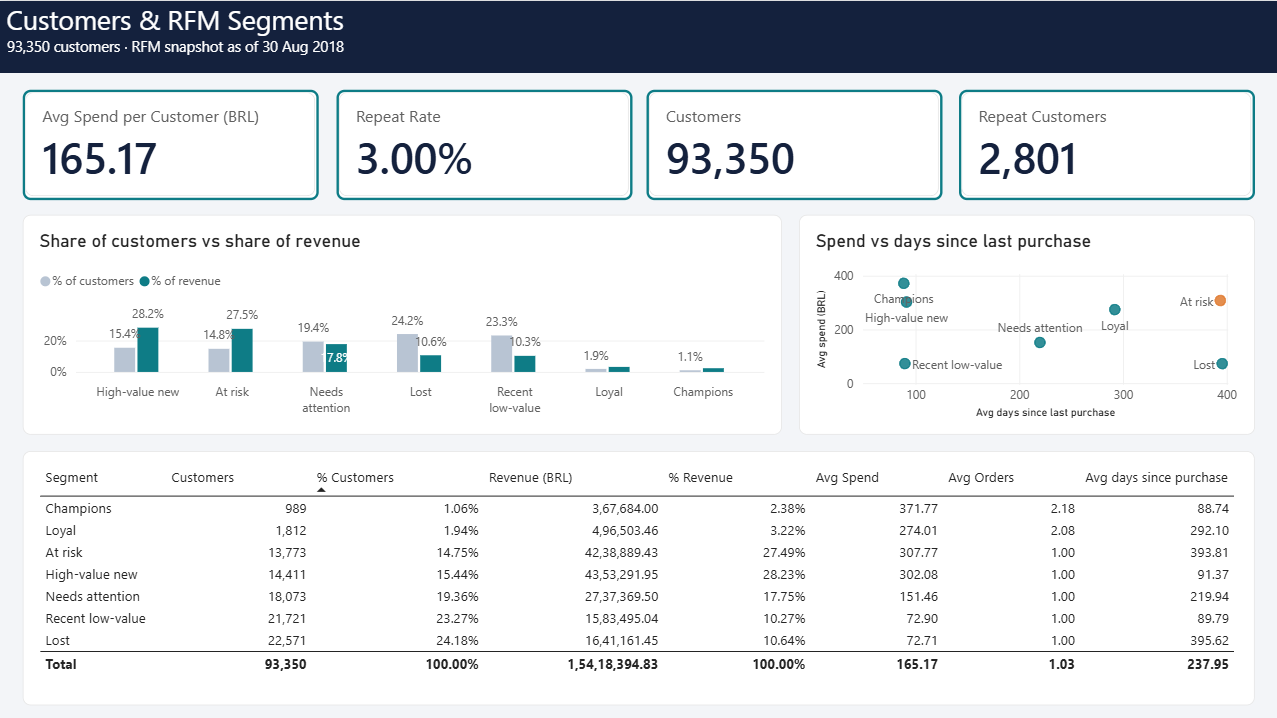 Customers & RFM Segments
93,350 customers · RFM snapshot as of 30 Aug 2018
Avg Spend per Customer (BRL)
165.17
Repeat Rate
3.00%
Customers
93,350
Repeat Customers
2,801
Share of customers vs share of revenue
% of customers % of revenue
20%
0%
15.4% 28.2%
14.8% 27.5%
19.4% 17.8%
24.2% 10.6%
23.3% 10.3%
1.9%
1.1%
High-value new At risk Needs attention Lost Recent low-value Loyal Champions
Spend vs days since last purchase
Avg spend (BRL)
400
200
0
Champions
High-value new
At risk
Loyal
Needs attention
Recent low-value
Lost
100 200 300 400
Avg days since last purchase
Segment Customers % Customers Revenue (BRL) % Revenue Avg Spend Avg Orders Avg days since purchase
Champions 989 1.06% 3,67,684.00 2.38% 371.77 2.18 88.74
Loyal 1,812 1.94% 4,96,503.46 3.22% 274.01 2.08 292.10
At risk 13,773 14.75% 42,38,889.43 27.49% 307.77 1.00 393.81
High-value new 14,411 15.44% 43,53,291.95 28.23% 302.08 1.00 91.37
Needs attention 18,073 19.36% 27,37,369.50 17.75% 151.46 1.00 219.94
Recent low-value 21,721 23.27% 15,83,495.04 10.27% 72.90 1.00 89.79
Lost 22,571 24.18% 16,41,161.45 10.64% 72.71 1.00 395.62
Total 93,350 100.00% 1,54,18,394.83 100.00% 165.17 1.03 237.95